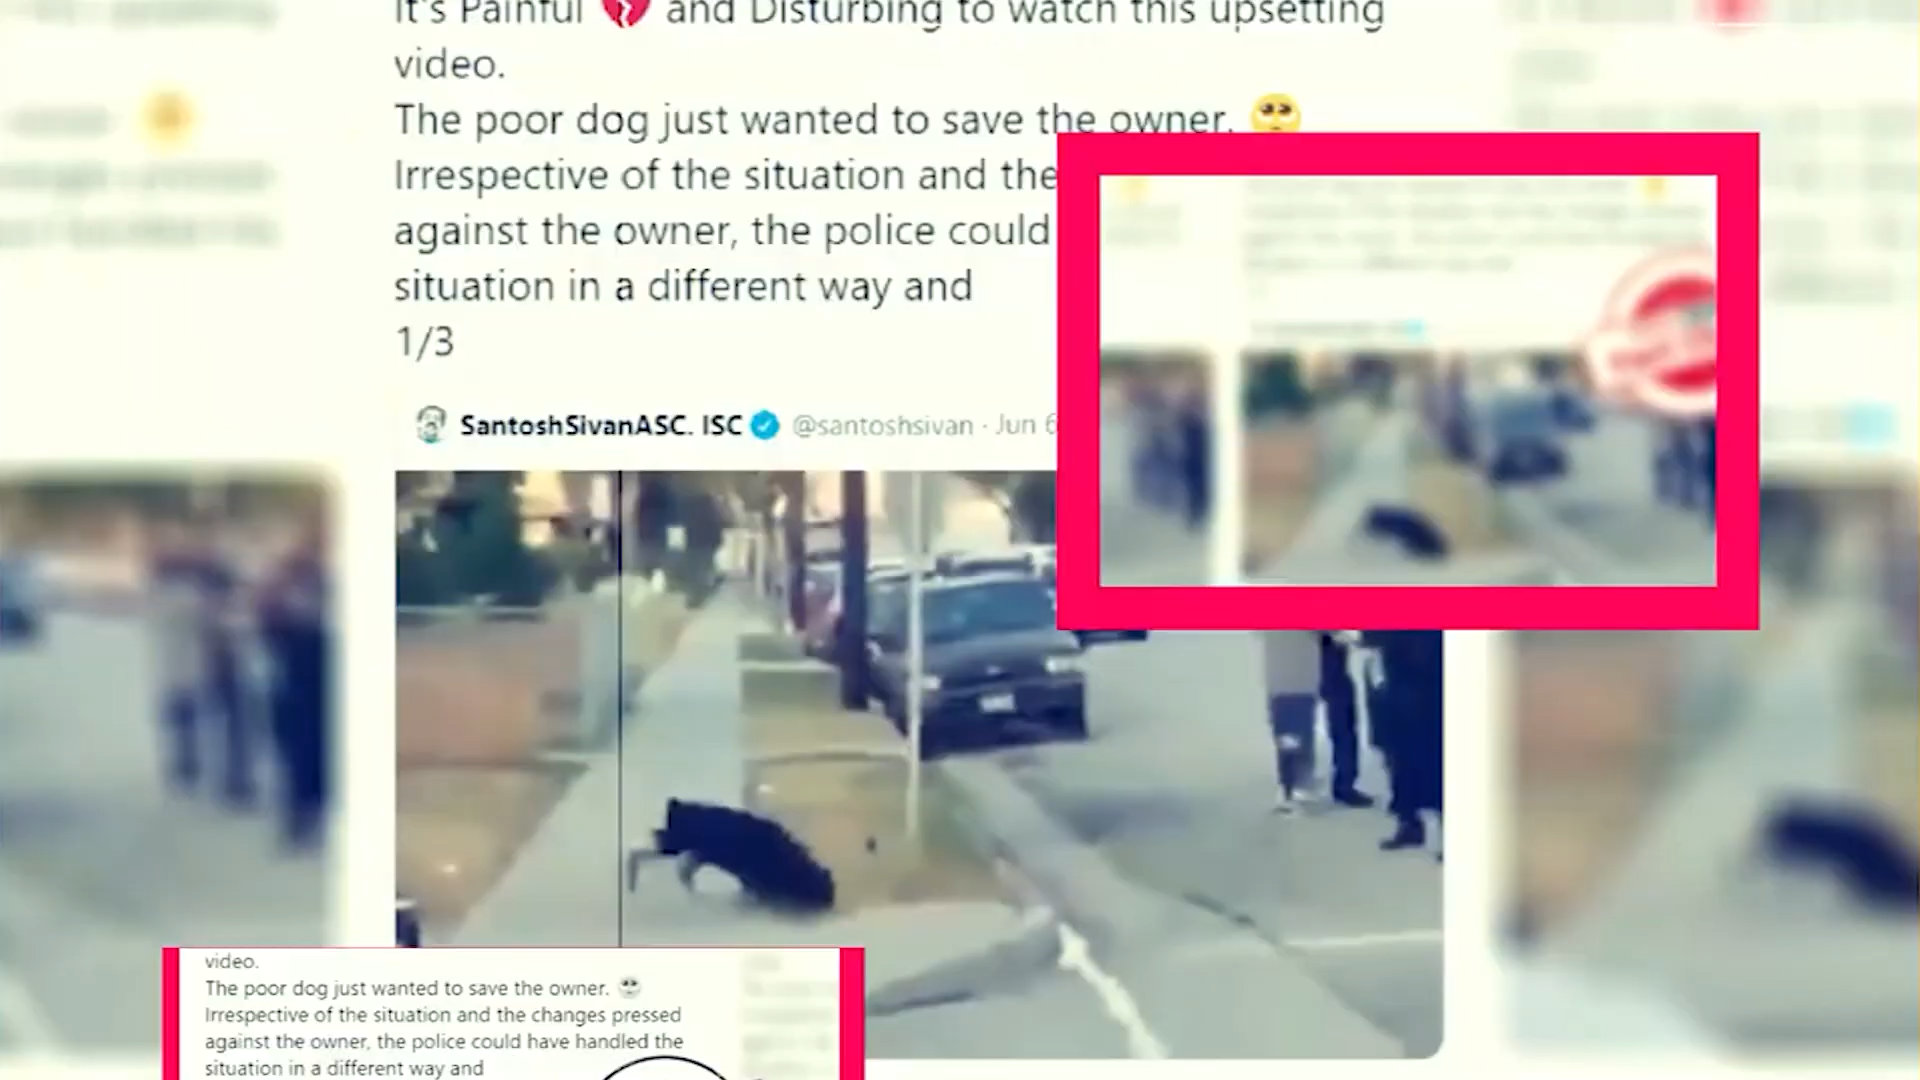 It's Painful 💔 and Disturbing to watch this upsetting
video.
The poor dog just wanted to save the owner. 🥺
Irrespective of the situation and the
against the owner, the police could
situation in a different way and
1/3
SantoshSivanASC. ISC @santoshsivan · Jun 6
video.
The poor dog just wanted to save the owner. 🥺
Irrespective of the situation and the changes pressed
against the owner, the police could have handled the
situation in a different way and